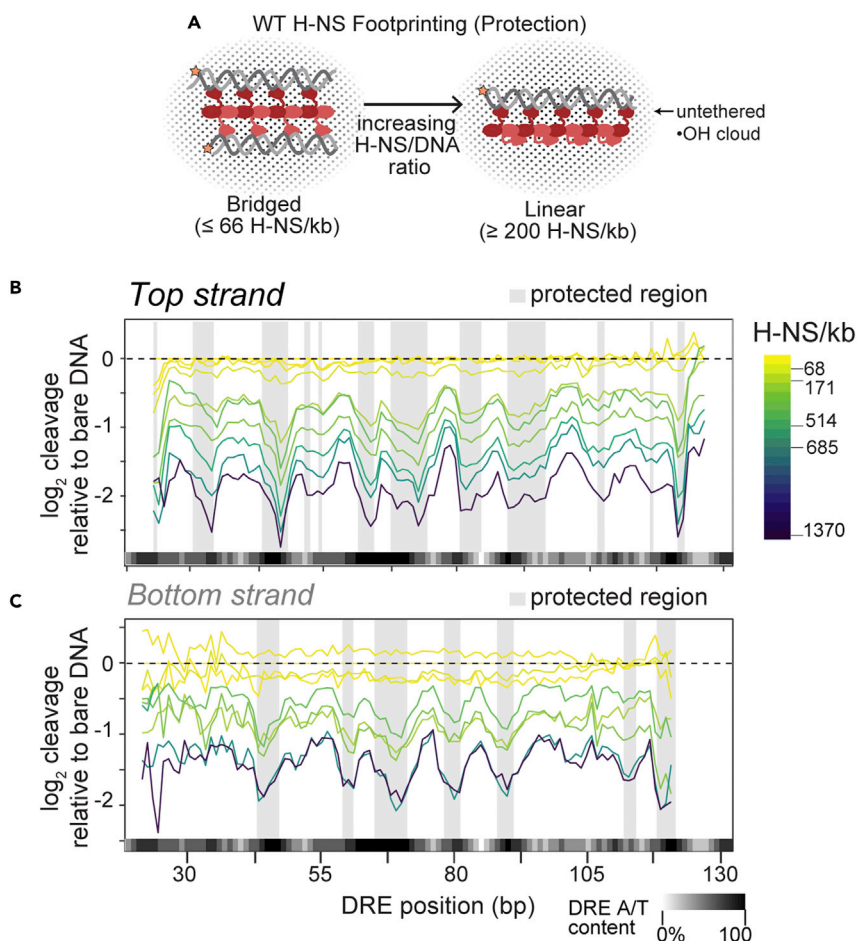 A
WT H-NS Footprinting (Protection)
increasing
H-NS/DNA
ratio
untethered
•OH cloud
Bridged
(≤ 66 H-NS/kb)
Linear
(≥ 200 H-NS/kb)
B
Top strand
protected region
H-NS/kb
68
171
514
685
1370
0
-1
-2
log2 cleavage
relative to bare DNA
C
Bottom strand
protected region
0
-1
-2
log2 cleavage
relative to bare DNA
30
55
80
105
130
DRE position (bp)
DRE A/T
content
0%
100